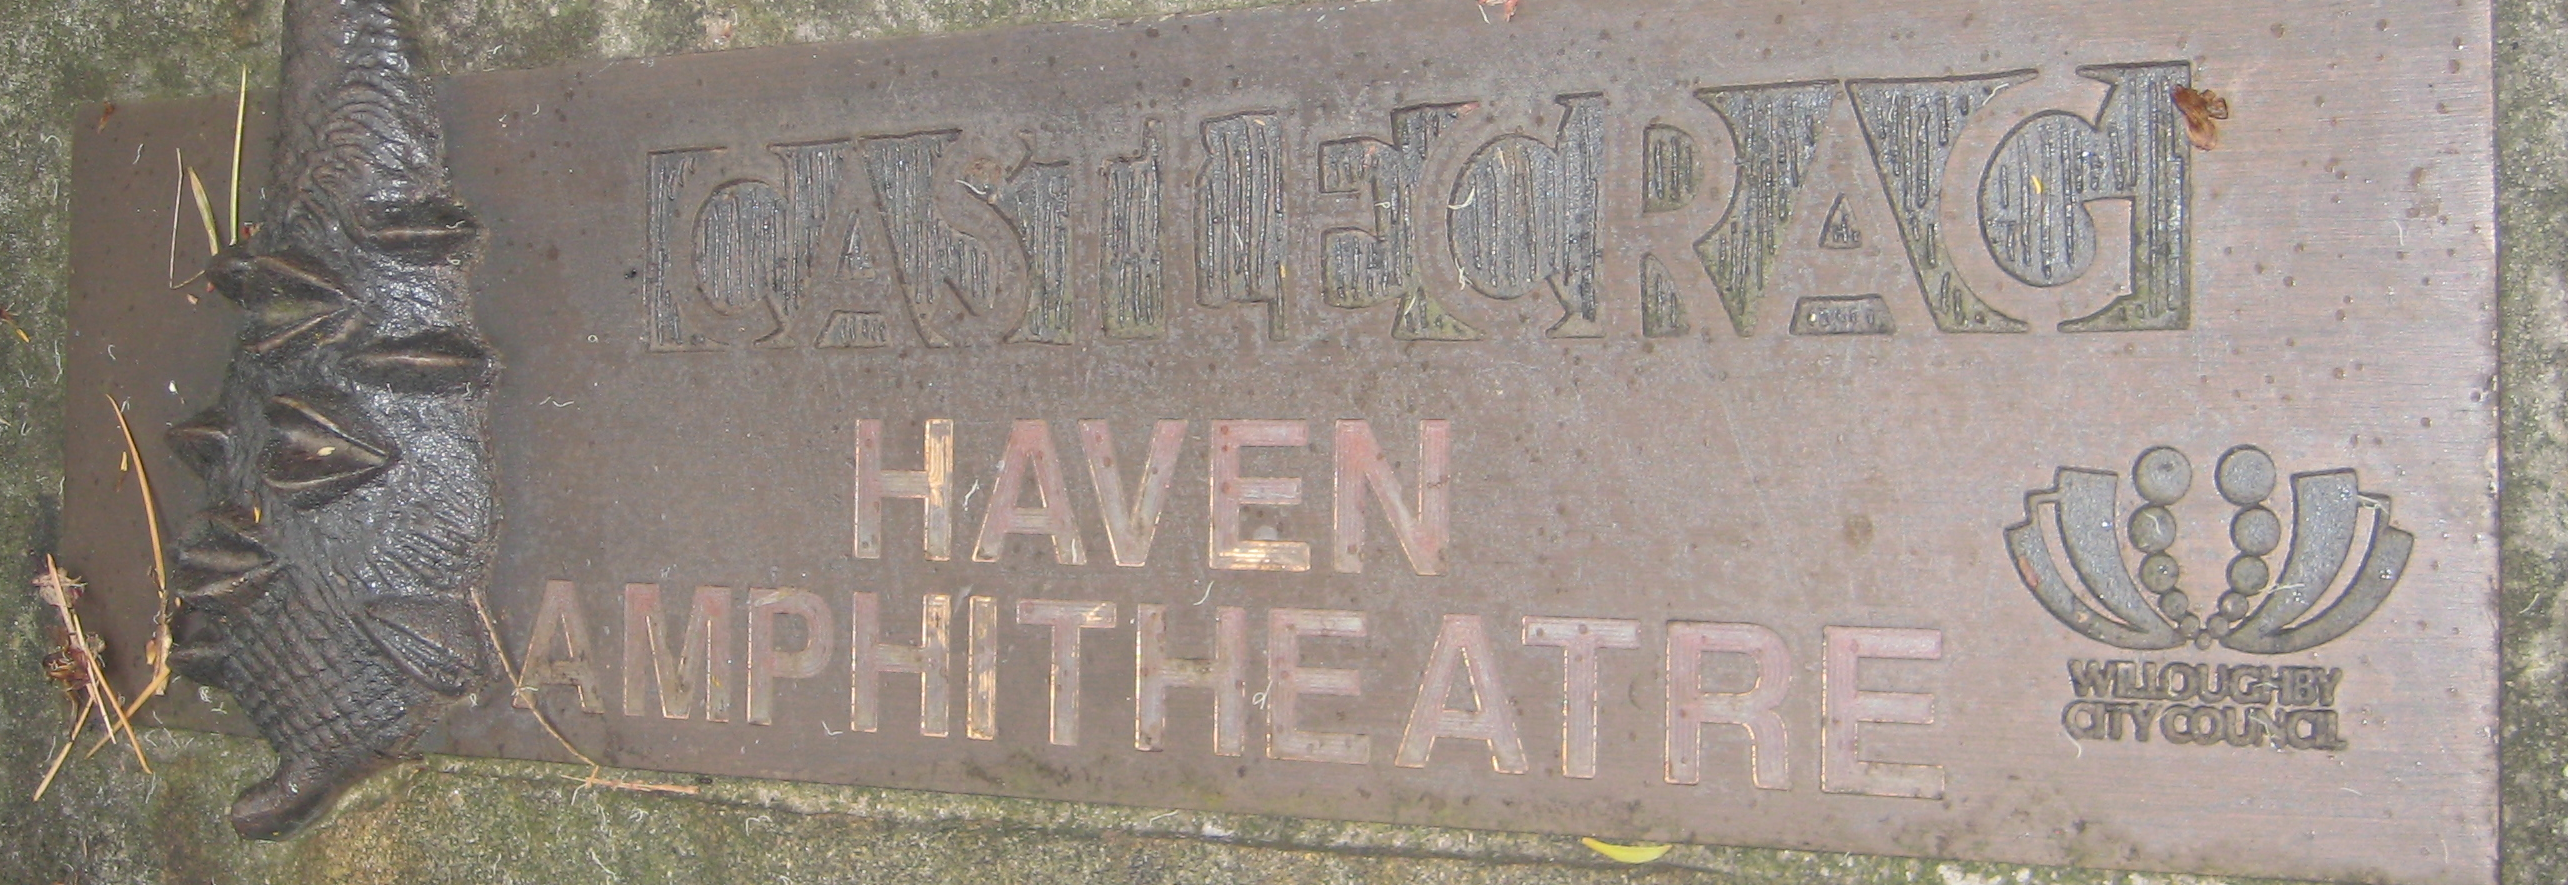 CASTLECRAG
HAVEN
AMPHITHEATRE
WILLOUGHBY
CITY COUNCIL